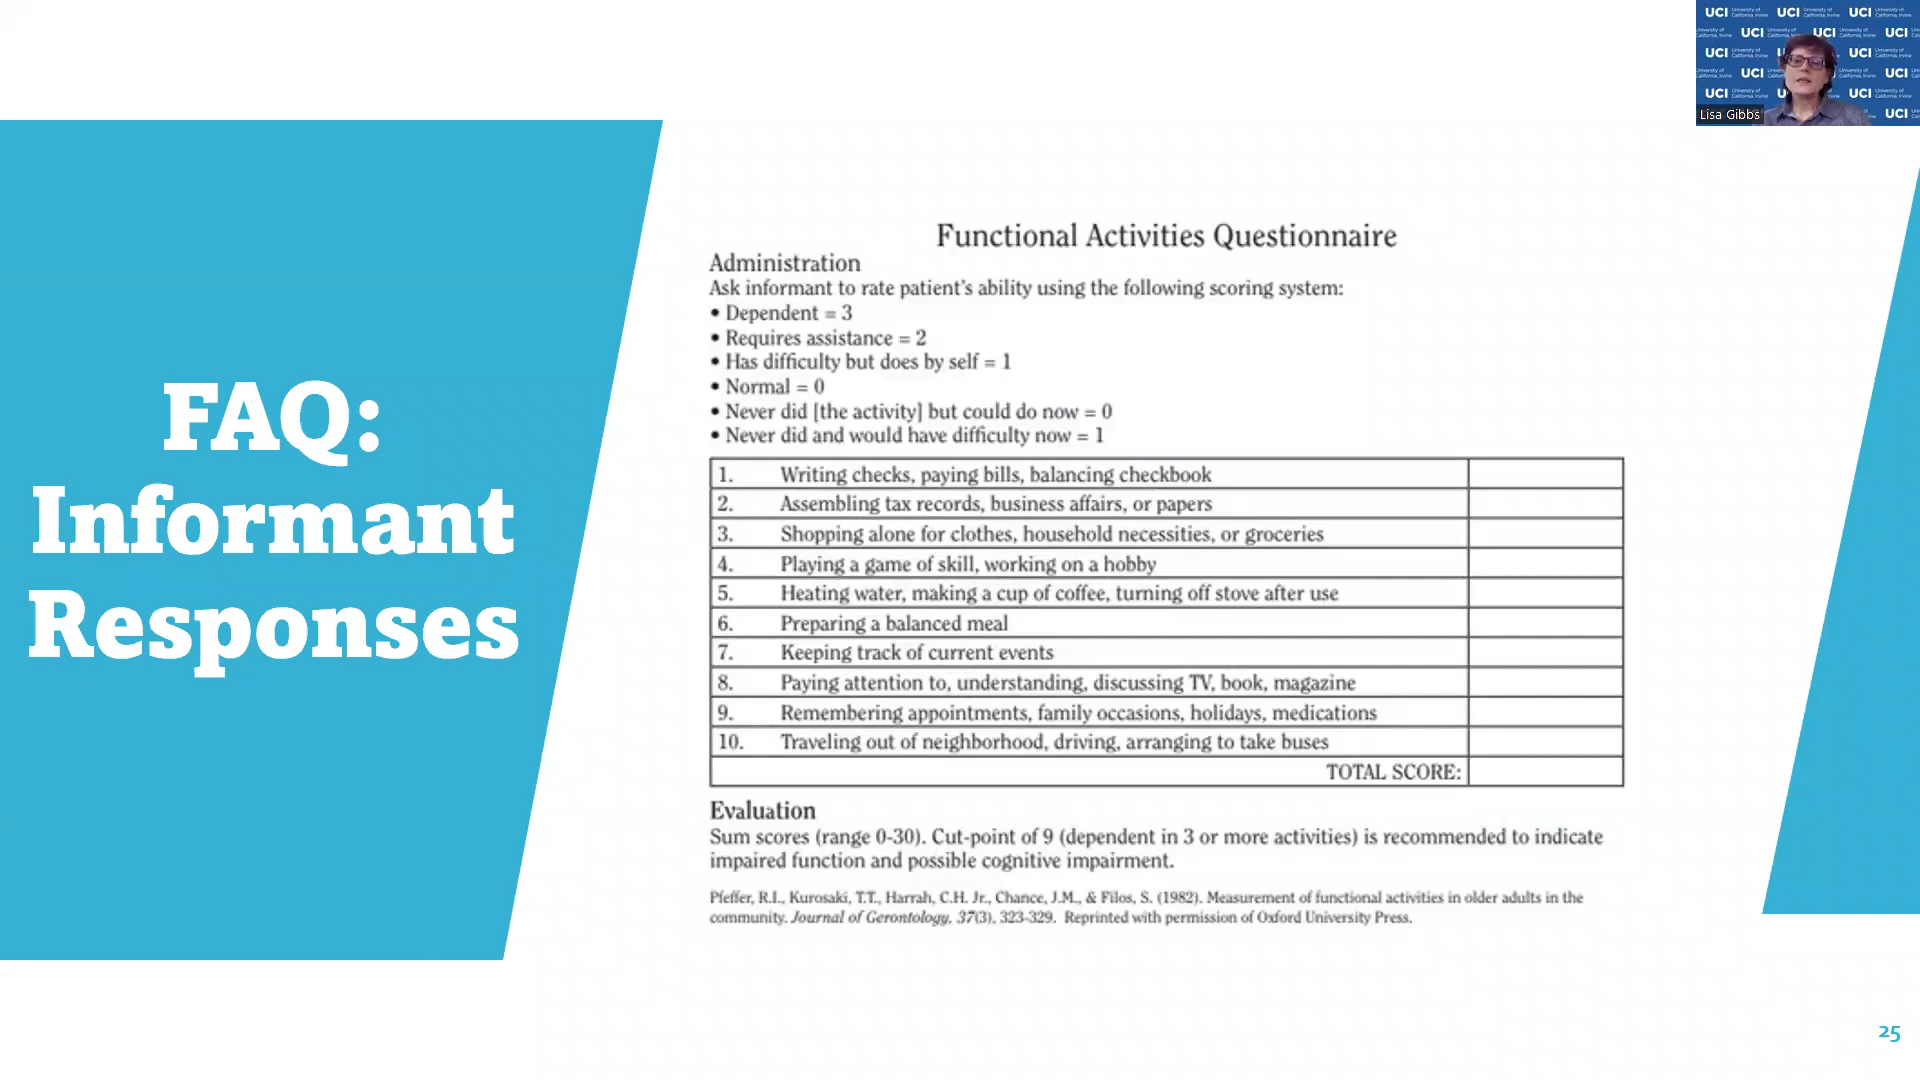 UCI University of California, Irvine
Lisa Gibbs
FAQ:
Informant
Responses
Functional Activities Questionnaire
Administration
Ask informant to rate patient's ability using the following scoring system:
• Dependent = 3
• Requires assistance = 2
• Has difficulty but does by self = 1
• Normal = 0
• Never did [the activity] but could do now = 0
• Never did and would have difficulty now = 1
1. Writing checks, paying bills, balancing checkbook
2. Assembling tax records, business affairs, or papers
3. Shopping alone for clothes, household necessities, or groceries
4. Playing a game of skill, working on a hobby
5. Heating water, making a cup of coffee, turning off stove after use
6. Preparing a balanced meal
7. Keeping track of current events
8. Paying attention to, understanding, discussing TV, book, magazine
9. Remembering appointments, family occasions, holidays, medications
10. Traveling out of neighborhood, driving, arranging to take buses
TOTAL SCORE:
Evaluation
Sum scores (range 0-30). Cut-point of 9 (dependent in 3 or more activities) is recommended to indicate
impaired function and possible cognitive impairment.
Pfeffer, R.I., Kurosaki, T.T., Harrah, C.H. Jr., Chance, J.M., & Filos, S. (1982). Measurement of functional activities in older adults in the
community. Journal of Gerontology, 37(3), 323-329. Reprinted with permission of Oxford University Press.
25